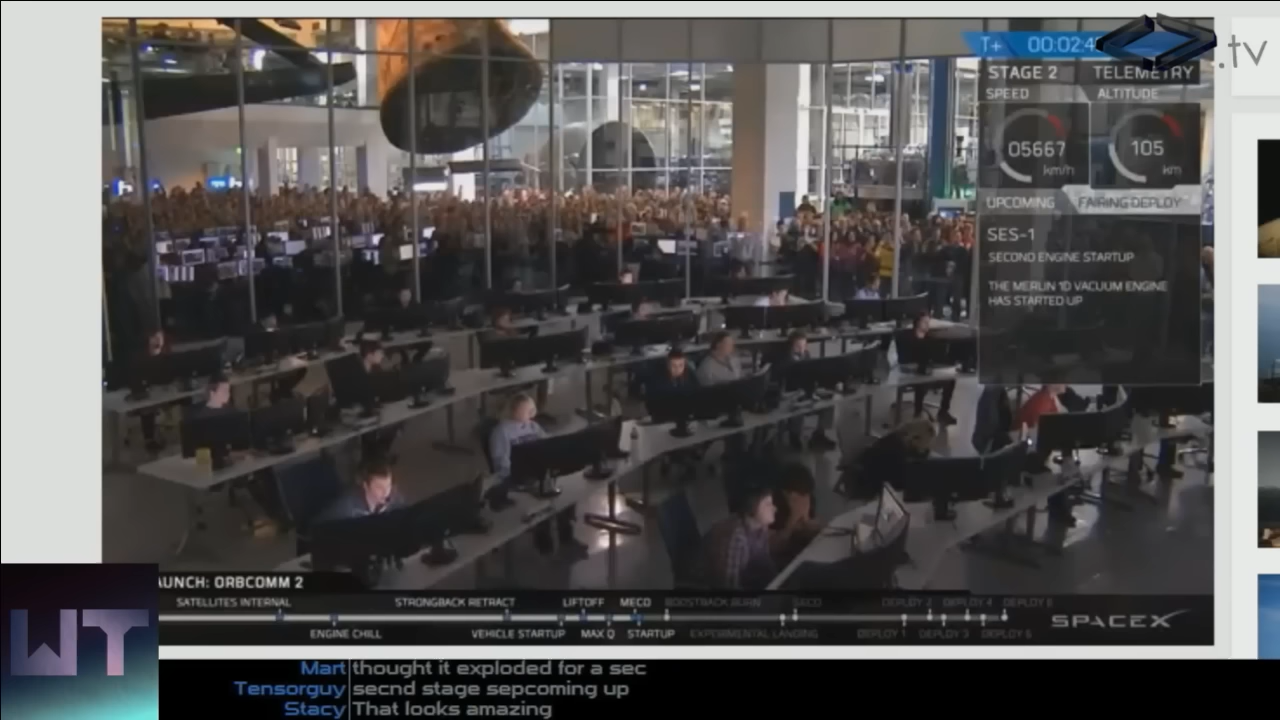 T+ 00:02:4
.tv
STAGE 2 TELEMETRY
SPEED ALTITUDE
05667 105
km/h km
UPCOMING FAIRING DEPLOY
SES-1
SECOND ENGINE STARTUP
THE MERLIN 1D VACUUM ENGINE
HAS STARTED UP
AUNCH: ORBCOMM 2
SATELLITES INTERNAL STRONGBACK RETRACT LIFTOFF MECO BOOSTBACK BURN SECO DEPLOY 2 DEPLOY 4 DEPLOY 6
SPACEX
ENGINE CHILL VEHICLE STARTUP MAX Q STARTUP EXPERIMENTAL LANDING DEPLOY 1 DEPLOY 3 DEPLOY 5
WT
Mart thought it exploded for a sec
Tensorguy secnd stage sepcoming up
Stacy That looks amazing